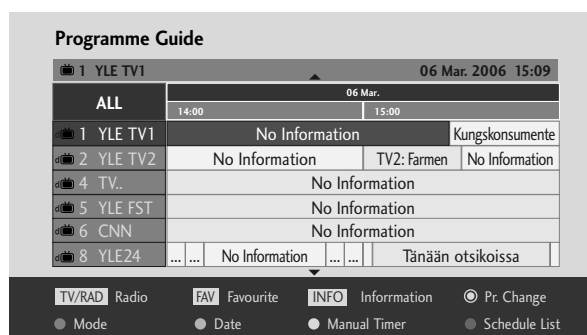 Programme Guide
1 YLE TV1 06 Mar. 2006 15:09
ALL 06 Mar.
14:00 15:00
1 YLE TV1 No Information Kungskonsumente
2 YLE TV2 No Information TV2: Farmen No Information
4 TV.. No Information
5 YLE FST No Information
6 CNN No Information
8 YLE24 ... ... No Information ... ... Tänään otsikoissa
TV/RAD Radio FAV Favourite INFO Information Pr. Change
Mode Date Manual Timer Schedule List